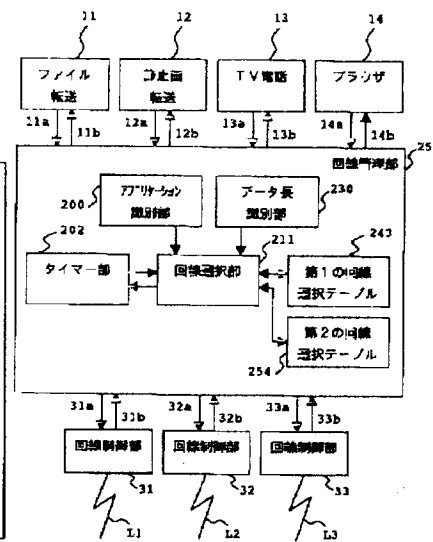 11
12
13
14
ファイル
転送
静止画
転送
TV電話
ブラウザ
11a
11b
12a
12b
13a
13b
14a
14b
25
回線管理部
200
アプリケーション
識別部
データ長
識別部
230
202
タイマー部
211
回線選択部
243
第1の回線
選択テーブル
第2の回線
選択テーブル
254
31a
31b
32a
32b
33a
33b
回線制御部
回線制御部
回線制御部
31
32
33
L1
L2
L3